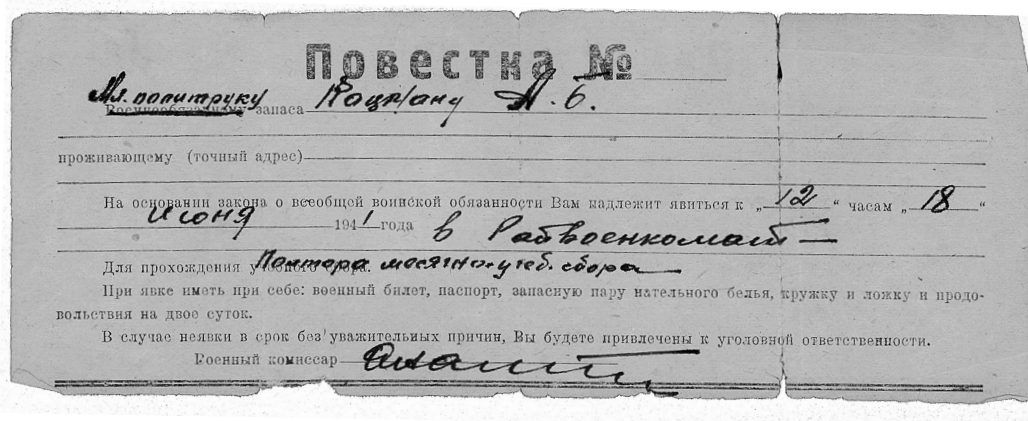 Повестка №
Мл. политруку
Военнообязанному запаса Кацману А. Б.
проживающему (точный адрес)
На основании закона о всеобщей воинской обязанности Вам надлежит явиться к „12“ часам „18“
Июня 1941 года в Райвоенкомат
Для прохождения учебного сбора. Полтора месячного учеб. сбора
При явке иметь при себе: военный билет, паспорт, запасную пару нательного белья, кружку и ложку и продо-
вольствия на двое суток.
В случае неявки в срок без уважительных причин, Вы будете привлечены к уголовной ответственности.
Военный комиссар